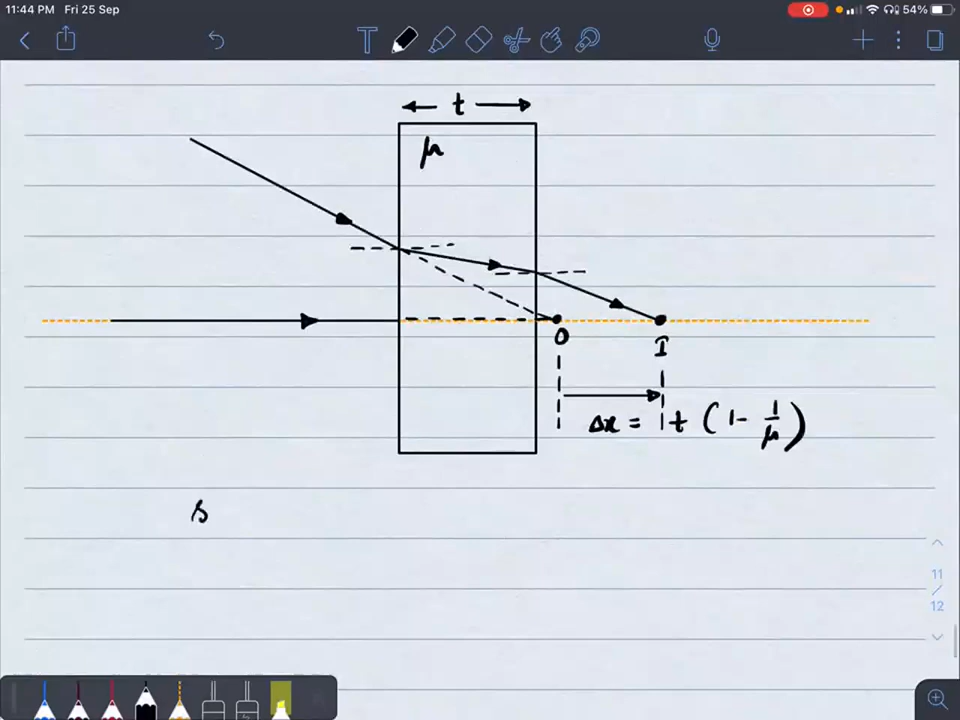 11:44 PM Fri 25 Sep
54%
t
μ
O
I
Δx = t (1 - 1/μ)
s
11
/
12